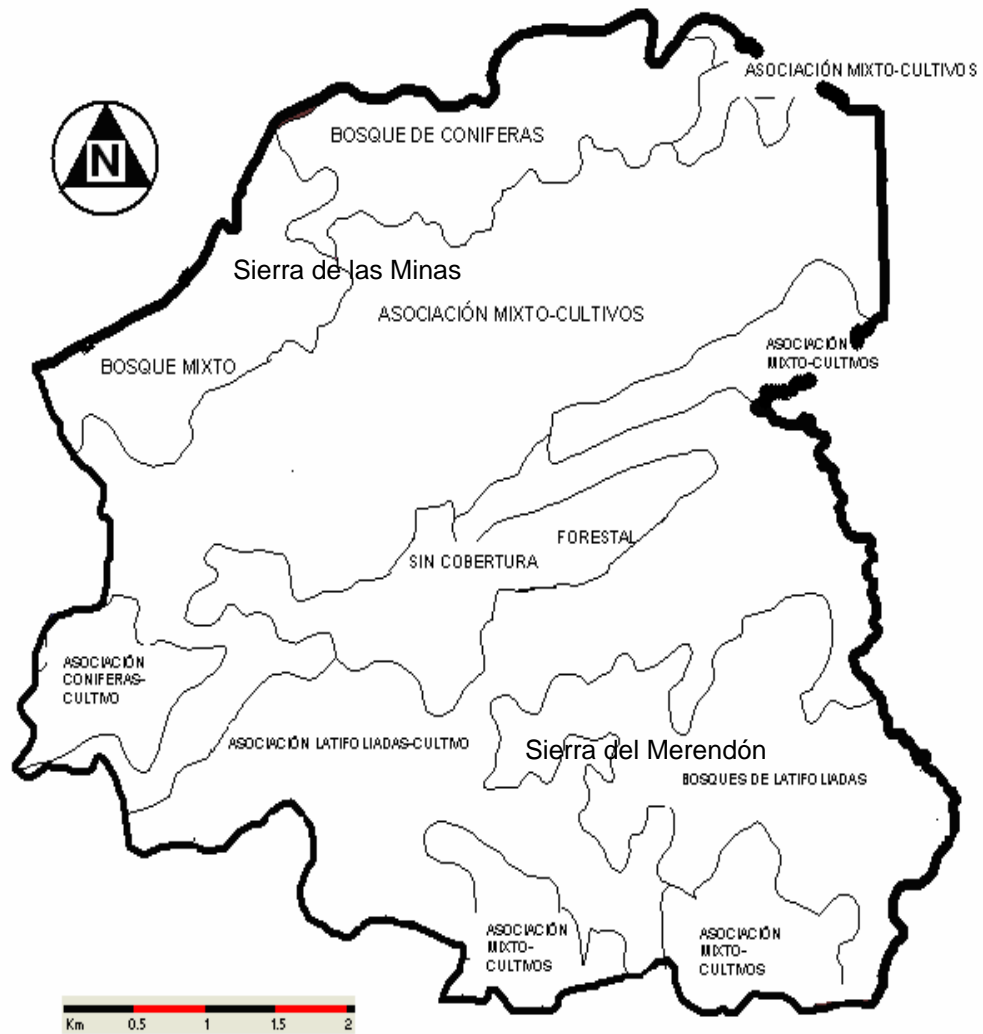 ASOCIACIÓN MIXTO-CULTIVOS
BOSQUE DE CONIFERAS
N
Sierra de las Minas
ASOCIACIÓN MIXTO-CULTIVOS
ASOCIACIÓN
MIXTO-CULTIVOS
BOSQUE MIXTO
FORESTAL
SIN COBERTURA
ASOCIACIÓN
CONIFERAS-
CULTIVO
ASOCIACIÓN LATIFOLIADAS-CULTIVO
Sierra del Merendón
BOSQUES DE LATIFOLIADAS
ASOCIACIÓN
MIXTO-
CULTIVOS
ASOCIACIÓN
MIXTO-
CULTIVOS
Km 0.5 1 1.5 2